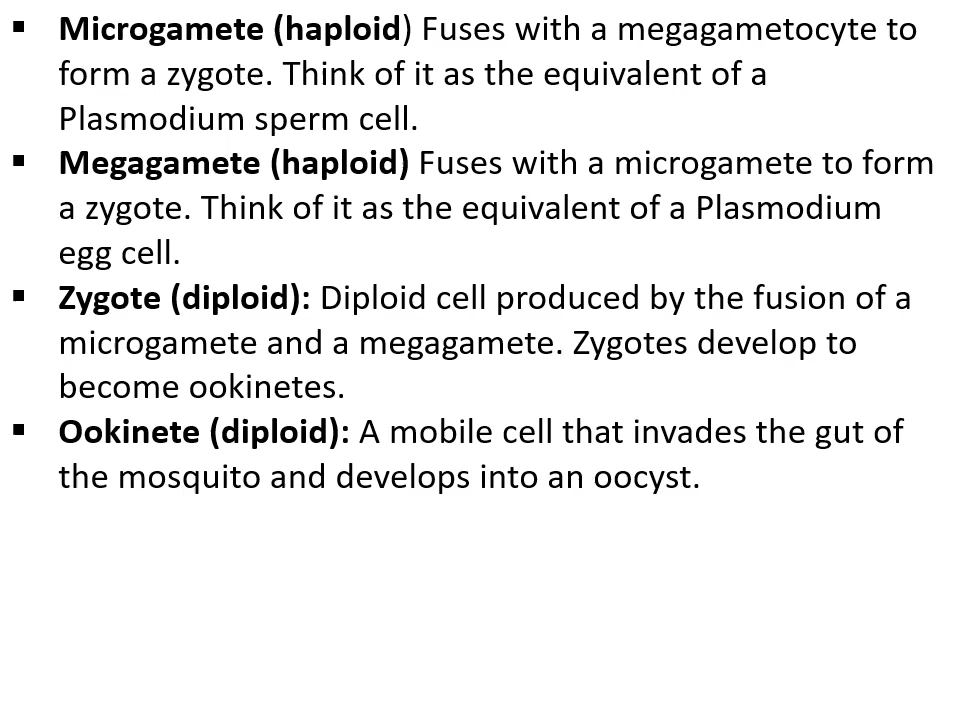 ▪ Microgamete (haploid) Fuses with a megagametocyte to
form a zygote. Think of it as the equivalent of a
Plasmodium sperm cell.
▪ Megagamete (haploid) Fuses with a microgamete to form
a zygote. Think of it as the equivalent of a Plasmodium
egg cell.
▪ Zygote (diploid): Diploid cell produced by the fusion of a
microgamete and a megagamete. Zygotes develop to
become ookinetes.
▪ Ookinete (diploid): A mobile cell that invades the gut of
the mosquito and develops into an oocyst.